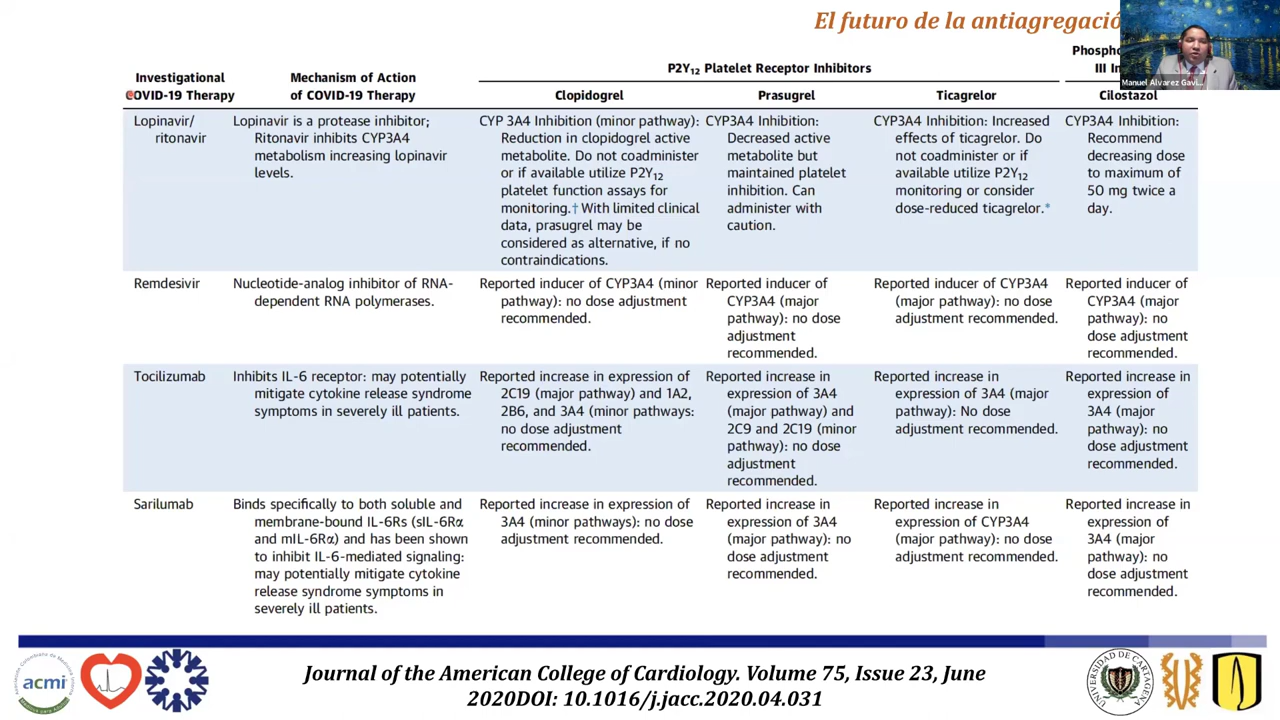 El futuro de la antiagregació
Manuel Alvarez Gavi...
Phospho
III In
P2Y12 Platelet Receptor Inhibitors
Investigational
COVID-19 Therapy
Mechanism of Action
of COVID-19 Therapy
Clopidogrel
Prasugrel
Ticagrelor
Cilostazol
Lopinavir/
ritonavir
Lopinavir is a protease inhibitor;
Ritonavir inhibits CYP3A4
metabolism increasing lopinavir
levels.
CYP 3A4 Inhibition (minor pathway):
Reduction in clopidogrel active
metabolite. Do not coadminister
or if available utilize P2Y12
platelet function assays for
monitoring.† With limited clinical
data, prasugrel may be
considered as alternative, if no
contraindications.
CYP3A4 Inhibition:
Decreased active
metabolite but
maintained platelet
inhibition. Can
administer with
caution.
CYP3A4 Inhibition: Increased
effects of ticagrelor. Do
not coadminister or if
available utilize P2Y12
monitoring or consider
dose-reduced ticagrelor.*
CYP3A4 Inhibition:
Recommend
decreasing dose
to maximum of
50 mg twice a
day.
Remdesivir
Nucleotide-analog inhibitor of RNA-
dependent RNA polymerases.
Reported inducer of CYP3A4 (minor
pathway): no dose adjustment
recommended.
Reported inducer of
CYP3A4 (major
pathway): no dose
adjustment
recommended.
Reported inducer of CYP3A4
(major pathway): no dose
adjustment recommended.
Reported inducer of
CYP3A4 (major
pathway): no
dose adjustment
recommended.
Tocilizumab
Inhibits IL-6 receptor: may potentially
mitigate cytokine release syndrome
symptoms in severely ill patients.
Reported increase in expression of
2C19 (major pathway) and 1A2,
2B6, and 3A4 (minor pathways:
no dose adjustment
recommended.
Reported increase in
expression of 3A4
(major pathway) and
2C9 and 2C19 (minor
pathway): no dose
adjustment
recommended.
Reported increase in
expression of 3A4 (major
pathway): No dose
adjustment recommended.
Reported increase in
expression of
3A4 (major
pathway): no
dose adjustment
recommended.
Sarilumab
Binds specifically to both soluble and
membrane-bound IL-6Rs (sIL-6Rα
and mIL-6Rα) and has been shown
to inhibit IL-6-mediated signaling:
may potentially mitigate cytokine
release syndrome symptoms in
severely ill patients.
Reported increase in expression of
3A4 (minor pathways): no dose
adjustment recommended.
Reported increase in
expression of 3A4
(major pathway): no
dose adjustment
recommended.
Reported increase in
expression of CYP3A4
(major pathway): no dose
adjustment recommended.
Reported increase in
expression of
3A4 (major
pathway): no
dose adjustment
recommended.
acmi
Journal of the American College of Cardiology. Volume 75, Issue 23, June
2020DOI: 10.1016/j.jacc.2020.04.031
UNIVERSIDAD DE CARTAGENA